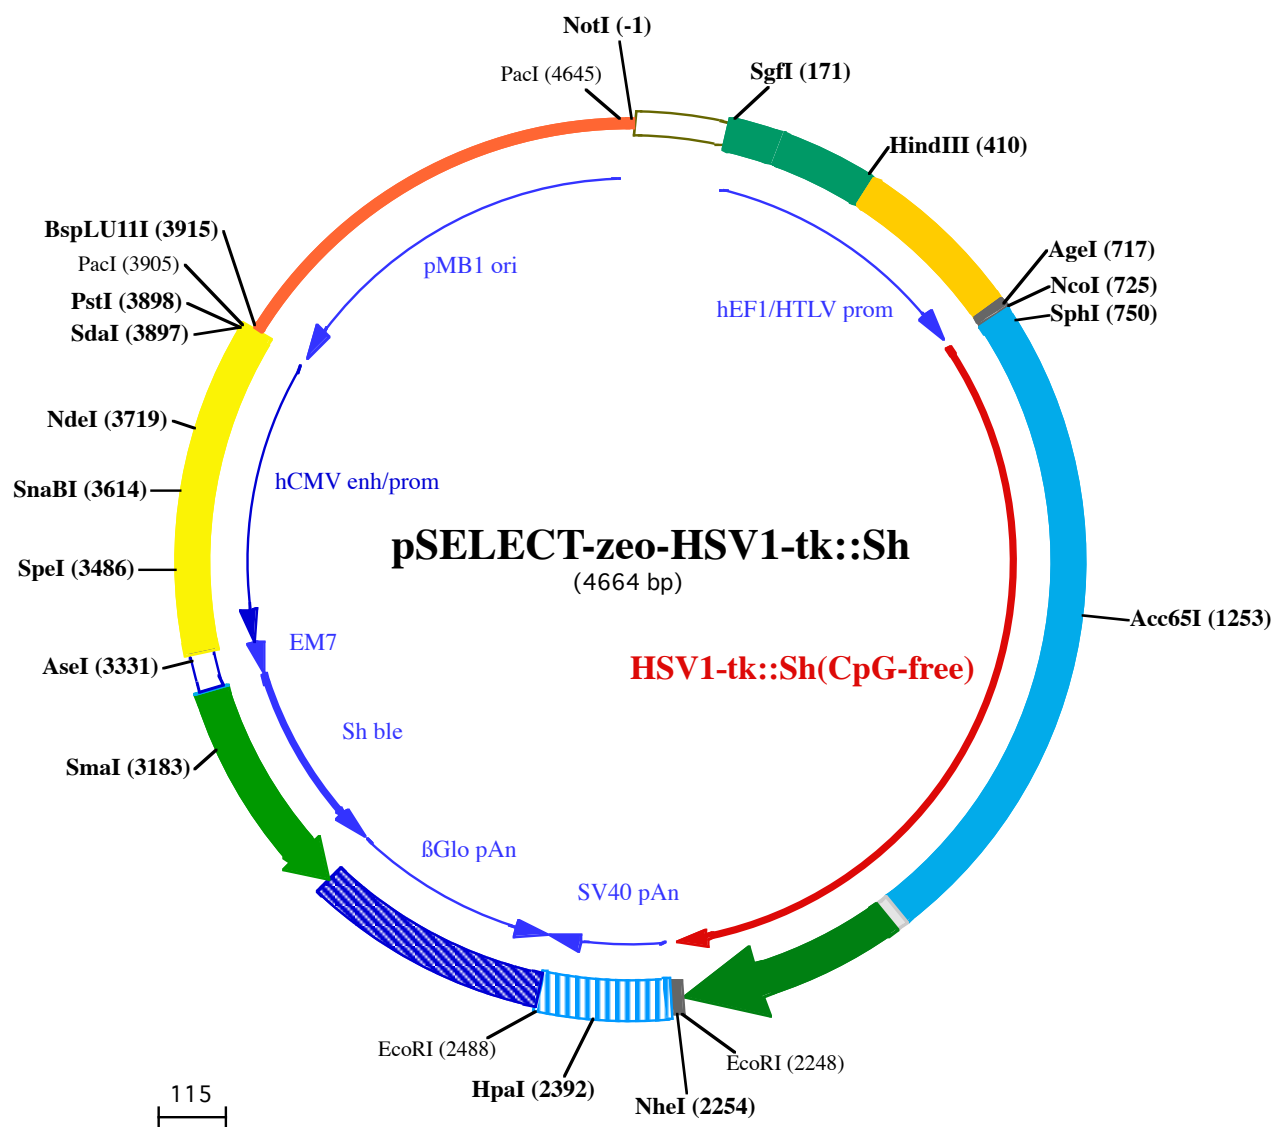 NotI (-1)
PacI (4645)
SgfI (171)
HindIII (410)
BspLU11I (3915)
PacI (3905)
PstI (3898)
SdaI (3897)
AgeI (717)
NcoI (725)
SphI (750)
pMB1 ori
hEF1/HTLV prom
NdeI (3719)
hCMV enh/prom
SnaBI (3614)
pSELECT-zeo-HSV1-tk::Sh
(4664 bp)
SpeI (3486)
Acc65I (1253)
EM7
AseI (3331)
HSV1-tk::Sh(CpG-free)
Sh ble
SmaI (3183)
ßGlo pAn
SV40 pAn
EcoRI (2488)
EcoRI (2248)
HpaI (2392)
NheI (2254)
115